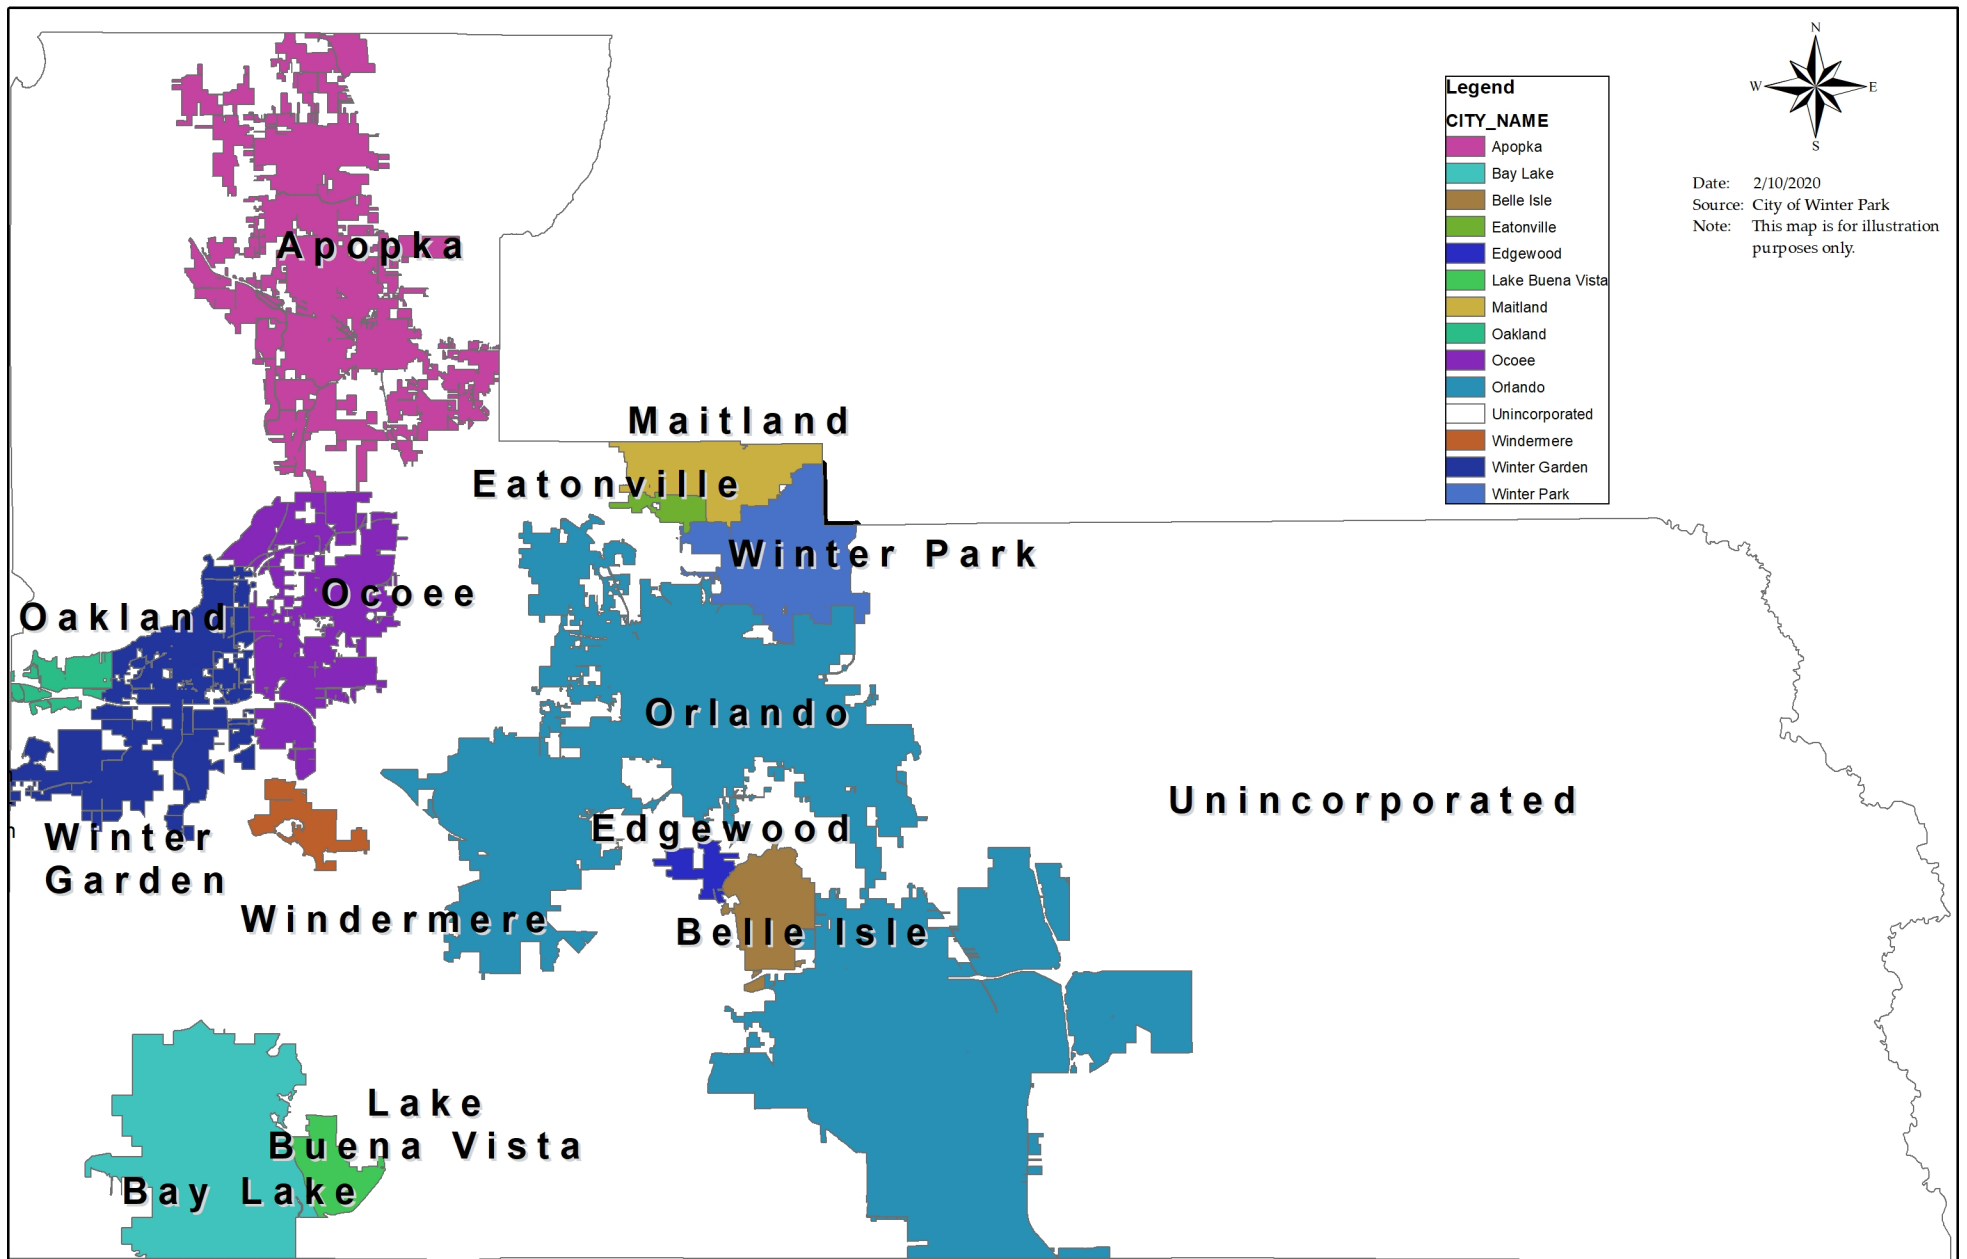 N
W E
S
Legend
CITY_NAME
Apopka
Bay Lake
Belle Isle
Eatonville
Edgewood
Lake Buena Vista
Maitland
Oakland
Ocoee
Orlando
Unincorporated
Windermere
Winter Garden
Winter Park
Date: 2/10/2020
Source: City of Winter Park
Note: This map is for illustration
purposes only.
Apopka
Maitland
Eatonville
Winter Park
Ocoee
Oakland
Orlando
Unincorporated
Edgewood
Winter
Garden
Windermere
Belle Isle
Lake
Buena Vista
Bay Lake